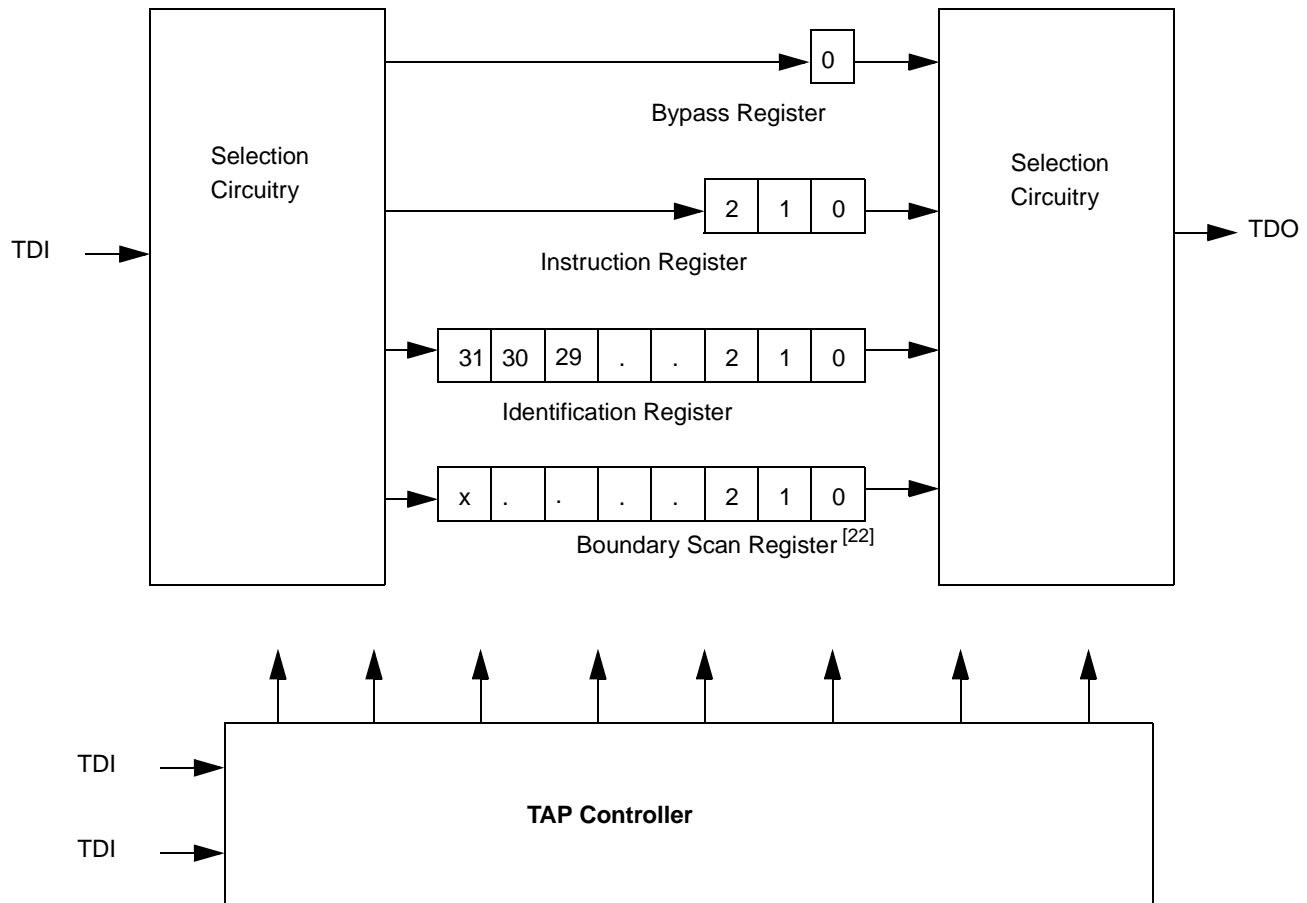 0
Bypass Register
Selection
Circuitry
Selection
Circuitry
2 1 0
TDI
TDO
Instruction Register
31 30 29 . . 2 1 0
Identification Register
x . . . . 2 1 0
Boundary Scan Register [22]
TDI
TAP Controller
TDI